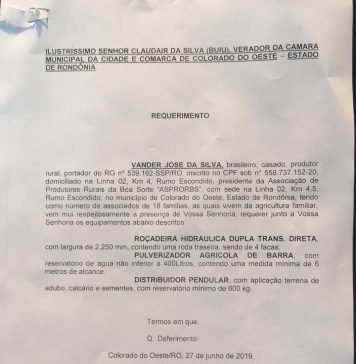 ILUSTRÍSSIMO SENHOR CLAUDAIR DA SILVA (BUIU), VERADOR DA CAMARA
MUNICIPAL DA CIDADE E COMARCA DE COLORADO DO OESTE – ESTADO
DE RONDÔNIA
REQUERIMENTO
VANDER JOSE DA SILVA, brasileiro, casado, produtor
rural, portador do RG nº 539.162-SSP/RO, inscrito no CPF sob n° 558.737.152-20,
domiciliado na Linha 02, Km 4, Rumo Escondido, presidente da Associação de
Produtores Rurais da Boa Sorte "ASPRORBS", com sede na Linha 02, Km 4,5,
Rumo Escondido, no município de Colorado do Oeste, Estado de Rondônia, tendo
como número de associados de 18 famílias, as quais vivem da agricultura familiar,
vem mui respeitosamente a presença de Vossa Senhoria, requerer junto a Vossa
Senhoria os equipamentos abaixo descritos:
ROÇADEIRA HIDRAULICA DUPLA TRANS. DIRETA,
com largura de 2.250 mm, contendo uma roda traseira, sendo de 4 facas;
PULVERIZADOR AGRICOLA DE BARRA, com
reservatório de agua não inferior a 400Litros, contendo uma medida mínima de 6
metros de alcance.
DISTRIBUIDOR PENDULAR, com aplicação terrena de
adubo, calcário e sementes, com reservatório mínimo de 600 kg.
Termos em que,
Q. Deferimento.
Colorado do Oeste/RO, 27 de junho de 2019.